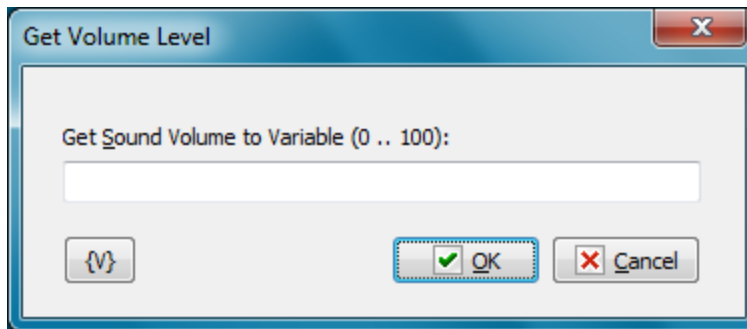 Get Volume Level
Get Sound Volume to Variable (0 .. 100):
{V} OK Cancel